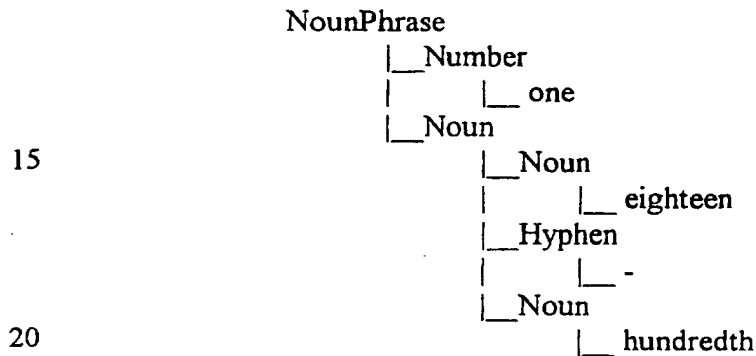 NounPhrase
|__Number
| |__ one
|__Noun
15 |__Noun
| |__ eighteen
|__Hyphen
| |__ -
|__Noun
20 |__ hundredth